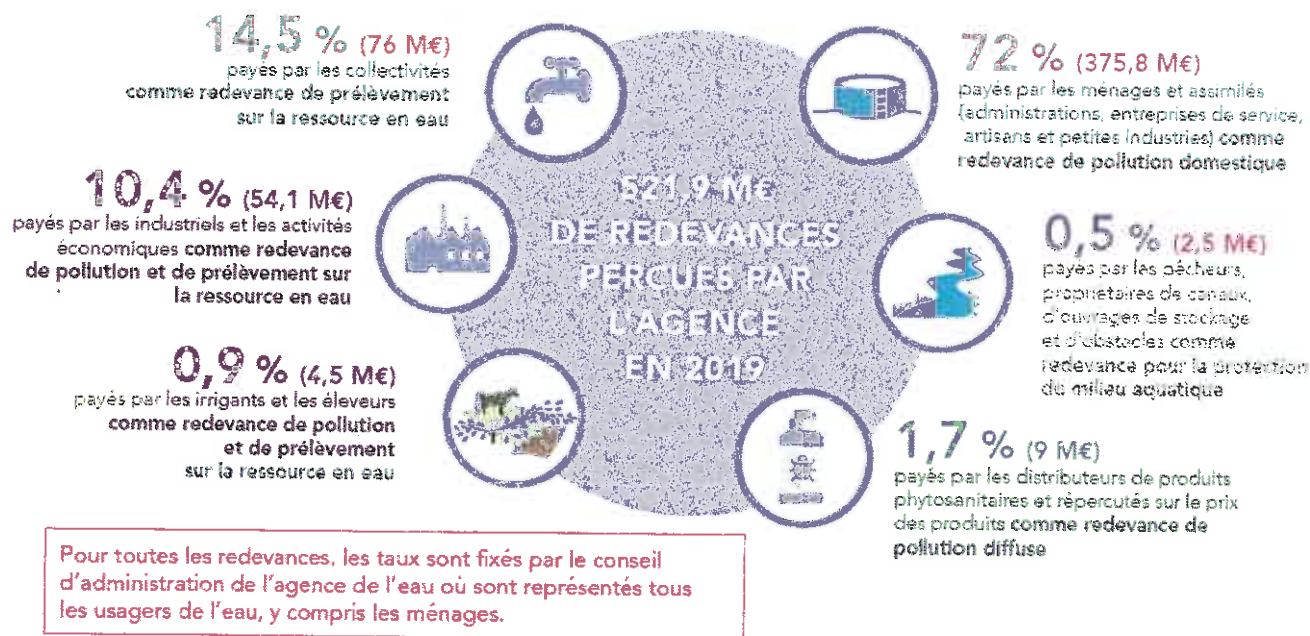 14,5 % (76 M€)
payés par les collectivités
comme redevance de prélèvement
sur la ressource en eau
10,4 % (54,1 M€)
payés par les industriels et les activités
économiques comme redevance
de pollution et de prélèvement sur
la ressource en eau
0,9 % (4,5 M€)
payés par les irrigants et les éleveurs
comme redevance de pollution
et de prélèvement
sur la ressource en eau
521,9 M€
DE REDEVANCES
PERÇUES PAR
L'AGENCE
EN 2019
72 % (375,8 M€)
payés par les ménages et assimilés
(administrations, entreprises de service,
artisans et petites industries) comme
redevance de pollution domestique
0,5 % (2,5 M€)
payés par les pêcheurs,
propriétaires de canaux,
d'ouvrages de stockage
et d'obstacles comme
redevance pour la protection
du milieu aquatique
1,7 % (9 M€)
payés par les distributeurs de produits
phytosanitaires et répercutés sur le prix
des produits comme redevance de
pollution diffuse
Pour toutes les redevances, les taux sont fixés par le conseil
d'administration de l'agence de l'eau où sont représentés tous
les usagers de l'eau, y compris les ménages.